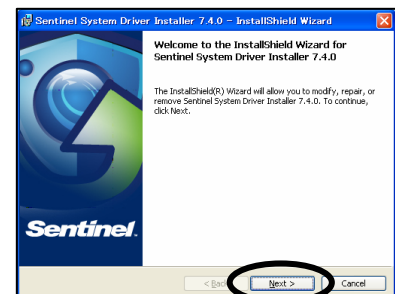 Sentinel System Driver Installer 7.4.0 - InstallShield Wizard
Welcome to the InstallShield Wizard for
Sentinel System Driver Installer 7.4.0
The InstallShield(R) Wizard will allow you to modify, repair, or
remove Sentinel System Driver Installer 7.4.0. To continue,
click Next.
Sentinel.
< Back Next > Cancel